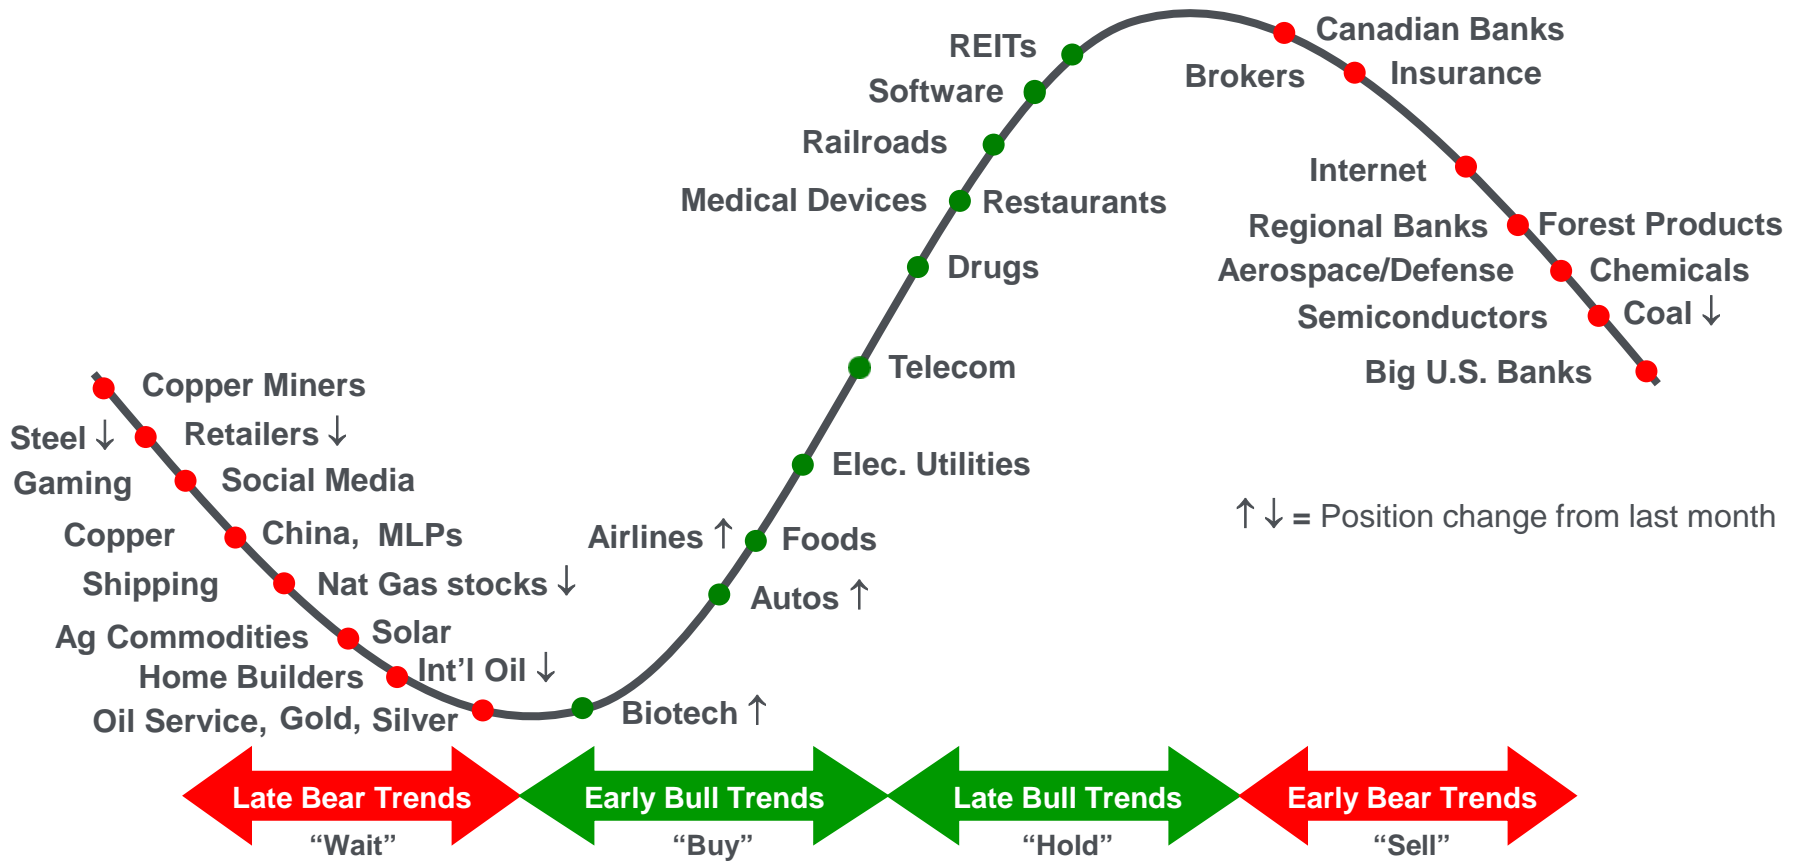 REITs
Software
Railroads
Medical Devices
Restaurants
Drugs
Telecom
Elec. Utilities
Airlines ↑
Foods
Autos ↑
Biotech ↑
Canadian Banks
Brokers
Insurance
Internet
Regional Banks
Forest Products
Aerospace/Defense
Chemicals
Semiconductors
Coal ↓
Big U.S. Banks
Copper Miners
Steel ↓
Retailers ↓
Gaming
Social Media
Copper
China, MLPs
Shipping
Nat Gas stocks ↓
Ag Commodities
Solar
Home Builders
Int’l Oil ↓
Oil Service, Gold, Silver
↑ ↓ = Position change from last month
Late Bear Trends
“Wait”
Early Bull Trends
“Buy”
Late Bull Trends
“Hold”
Early Bear Trends
“Sell”